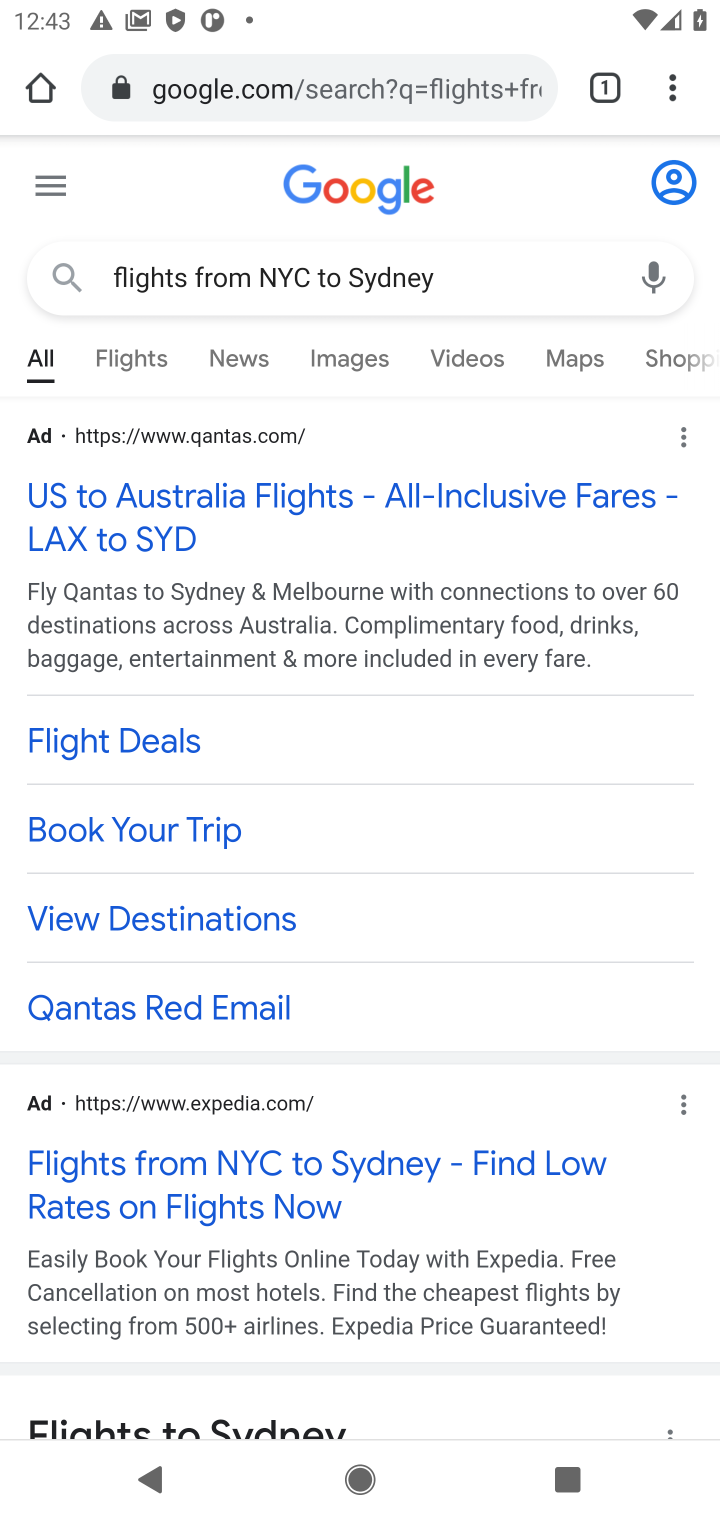 12:43
google.com/search?q=flights+fr
1
Google
flights from NYC to Sydney
All Flights News Images Videos Maps Shoppi
Ad · https://www.qantas.com/
US to Australia Flights - All-Inclusive Fares -
LAX to SYD
Fly Qantas to Sydney & Melbourne with connections to over 60
destinations across Australia. Complimentary food, drinks,
baggage, entertainment & more included in every fare.
Flight Deals
Book Your Trip
View Destinations
Qantas Red Email
Ad · https://www.expedia.com/
Flights from NYC to Sydney - Find Low
Rates on Flights Now
Easily Book Your Flights Online Today with Expedia. Free
Cancellation on most hotels. Find the cheapest flights by
selecting from 500+ airlines. Expedia Price Guaranteed!
Flights to Sydney